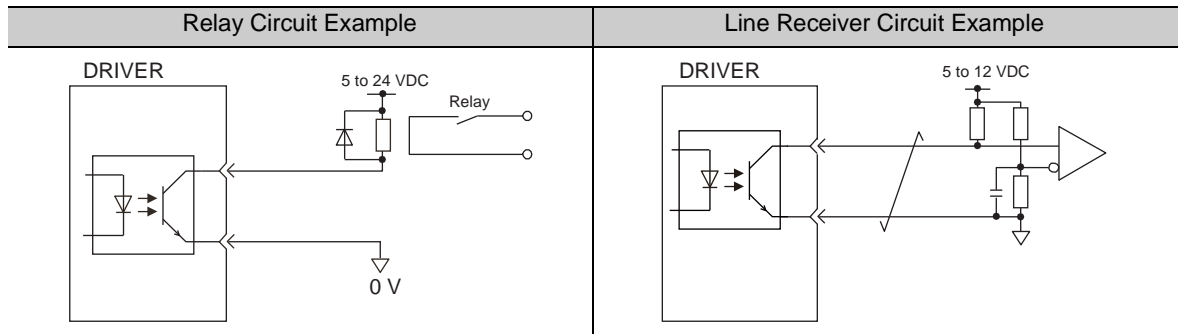 Relay Circuit Example
DRIVER
5 to 24 VDC
Relay
0 V
Line Receiver Circuit Example
DRIVER
5 to 12 VDC